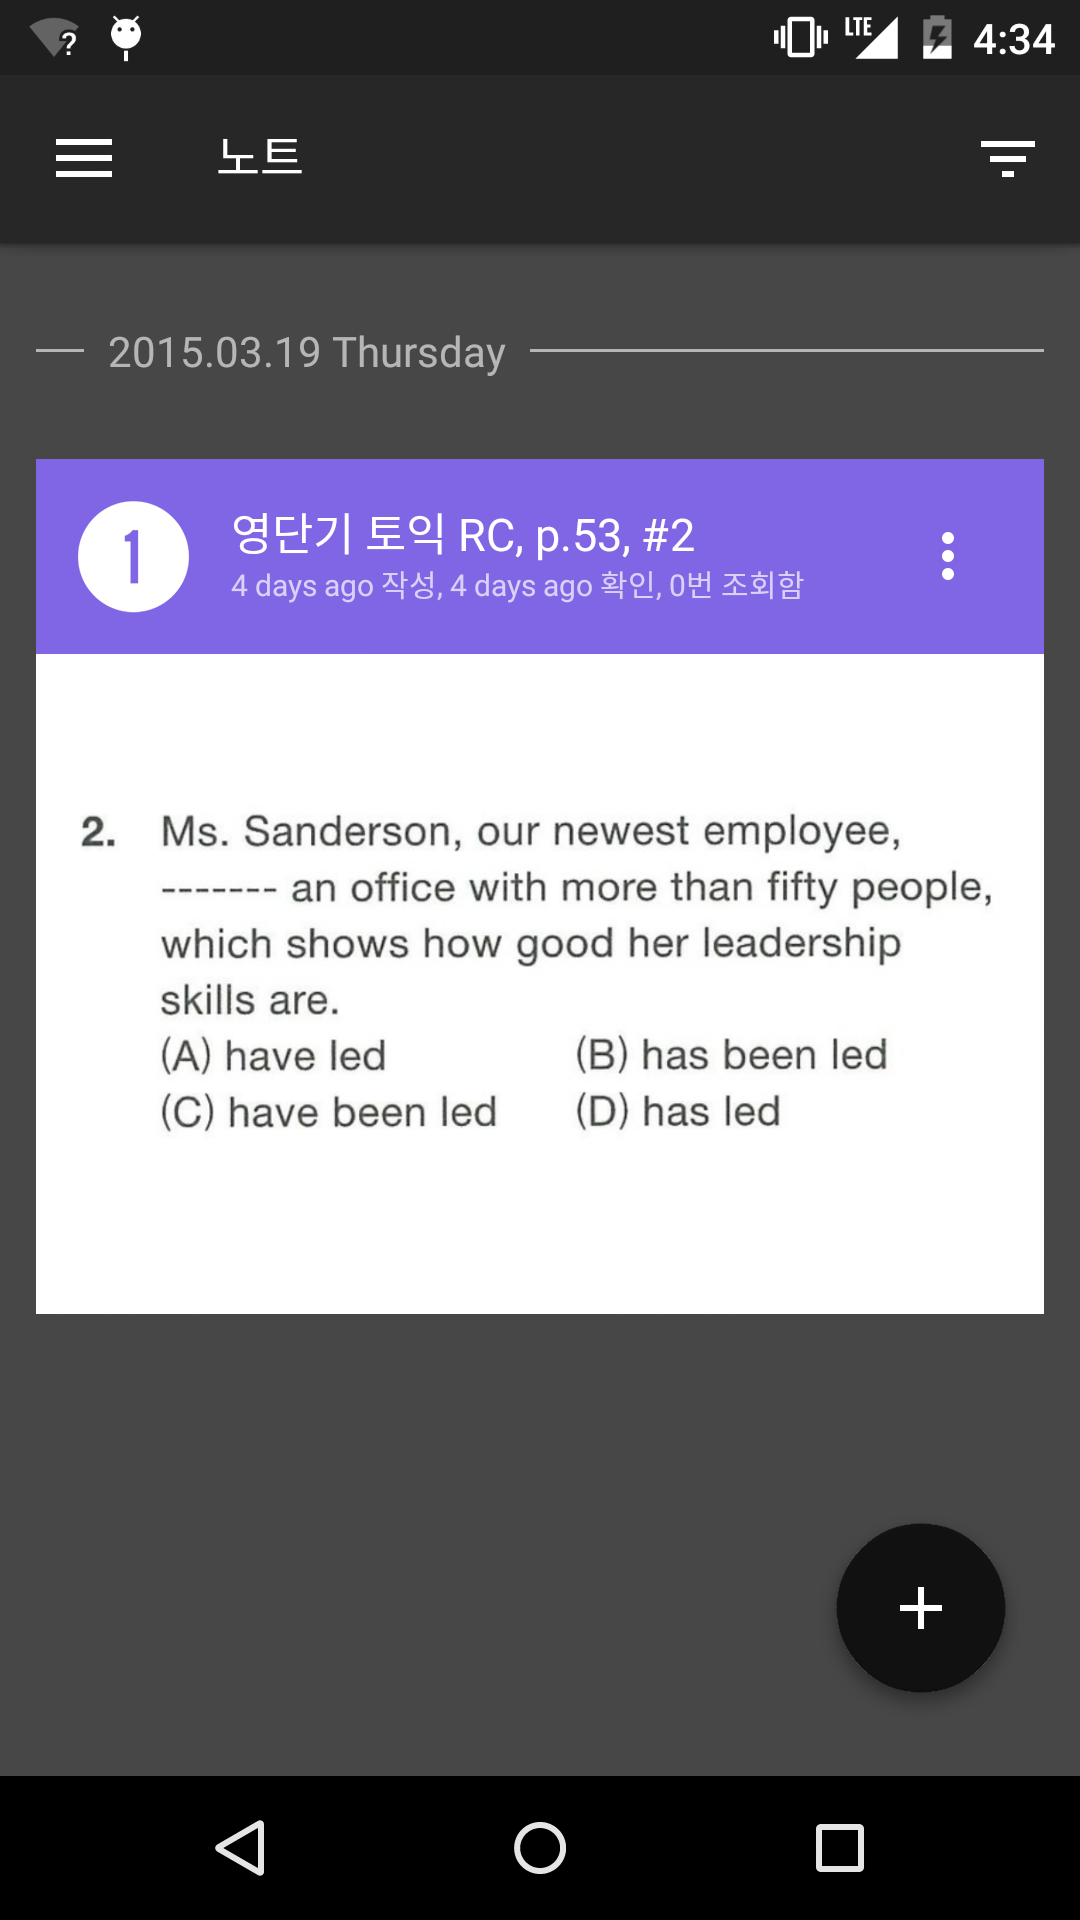 ?
LTE
4:34
노트
2015.03.19 Thursday
1
영단기 토익 RC, p.53, #2
4 days ago 작성, 4 days ago 확인, 0번 조회함
2. Ms. Sanderson, our newest employee,
------- an office with more than fifty people,
which shows how good her leadership
skills are.
(A) have led (B) has been led
(C) have been led (D) has led